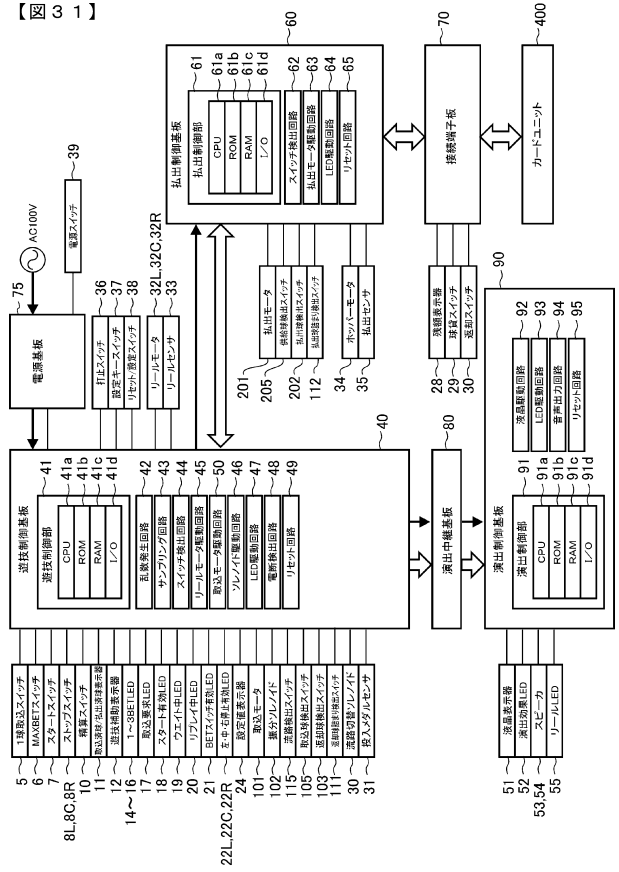 【図３１】
60
払出制御基板
61
払出制御部
61a
CPU
61b
ROM
61c
RAM
61d
I/O
62
スイッチ検出回路
63
払出モータ駆動回路
64
LED駆動回路
65
リセット回路
70
接続端子板
400
カードユニット
39
電源スイッチ
AC100V
75
電源基板
36
打止スイッチ
37
設定キースイッチ
38
リセット/設定スイッチ
32L,32C,32R
リールモータ
33
リールセンサ
201
払出モータ
205
供給球検出スイッチ
202
払出球検出スイッチ
112
払出球詰まり検出スイッチ
34
ホッパーモータ
35
払出センサ
28
残額表示器
29
球貸スイッチ
30
返却スイッチ
40
遊技制御基板
41
遊技制御部
41a
CPU
41b
ROM
41c
RAM
41d
I/O
42
乱数発生回路
43
サンプリング回路
44
スイッチ検出回路
45
リールモータ駆動回路
50
取込モータ駆動回路
46
ソレノイド駆動回路
47
LED駆動回路
48
電断検出回路
49
リセット回路
80
演出中継基板
90
演出制御基板
91
演出制御部
91a
CPU
91b
ROM
91c
RAM
91d
I/O
92
液晶駆動回路
93
LED駆動回路
94
音声出力回路
95
リセット回路
5
1球取込スイッチ
6
MAXBETスイッチ
7
スタートスイッチ
8L,8C,8R
ストップスイッチ
10
精算スイッチ
11
取込済球/払出済球表示器
12
遊技補助表示器
14～16
1～3BETLED
17
取込要求LED
18
スタート有効LED
19
ウエイト中LED
20
リプレイ中LED
21
BETスイッチ有効LED
22L,22C,22R
左、中、右停止有効LED
24
設定値表示器
101
取込モータ
102
振分ソレノイド
115
流路検出スイッチ
105
取込球検出スイッチ
103
返却球検出スイッチ
111
返却球詰まり検出スイッチ
30
流路切替ソレノイド
31
投入メダルセンサ
51
液晶表示器
52
演出効果LED
53,54
スピーカ
55
リールLED